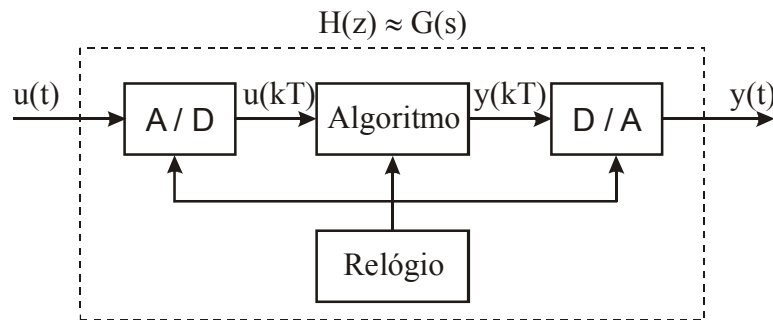 H(z) ≈ G(s)
u(t)
A / D
u(kT)
Algoritmo
y(kT)
D / A
y(t)
Relógio